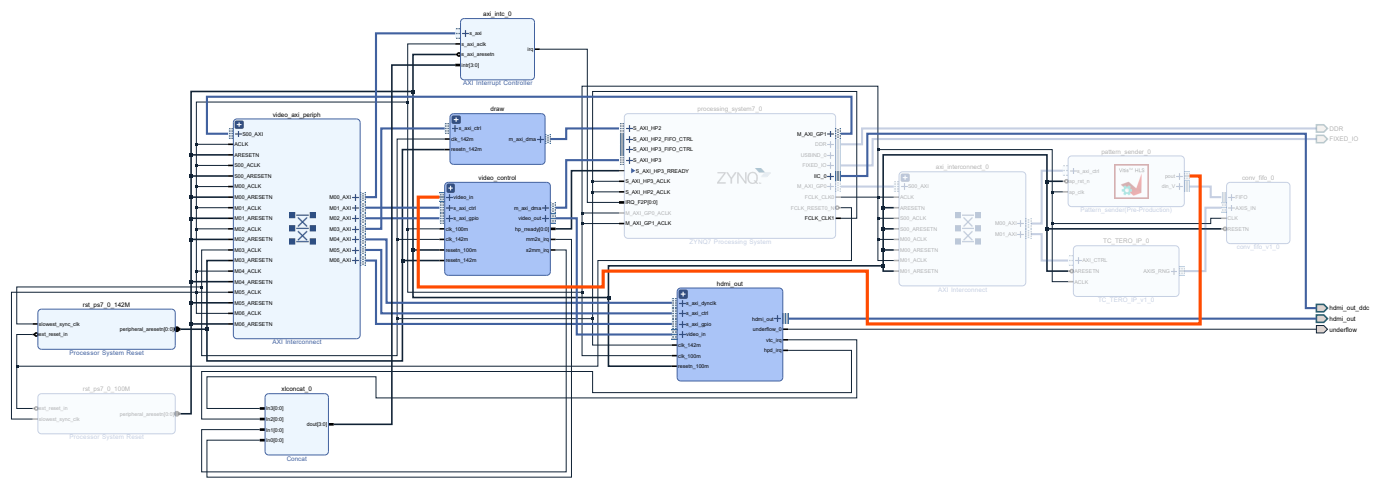 axi_intc_0
s_axi
s_axi_aclk
s_axi_aresetn
intr[3:0]
irq
AXI Interrupt Controller
video_axi_periph
S00_AXI
ACLK
ARESETN
S00_ACLK
S00_ARESETN
M00_ACLK
M00_ARESETN
M01_ACLK
M01_ARESETN
M02_ACLK
M02_ARESETN
M03_ACLK
M03_ARESETN
M04_ACLK
M04_ARESETN
M05_ACLK
M05_ARESETN
M06_ACLK
M06_ARESETN
M00_AXI
M01_AXI
M02_AXI
M03_AXI
M04_AXI
M05_AXI
M06_AXI
AXI Interconnect
draw
s_axi_ctrl
clk_142m
resetn_142m
m_axi_dma
video_control
video_in
s_axi_ctrl
s_axi_gpio
clk_100m
clk_142m
resetn_100m
resetn_142m
m_axi_dma
video_out
hp_ready[0:0]
mm2s_irq
s2mm_irq
processing_system7_0
S_AXI_HP2
S_AXI_HP2_FIFO_CTRL
S_AXI_HP3_FIFO_CTRL
S_AXI_HP3
S_AXI_HP3_RREADY
S_AXI_HP3_ACLK
S_AXI_HP2_ACLK
IRQ_F2P[0:0]
M_AXI_GP0_ACLK
M_AXI_GP1_ACLK
ZYNQ
M_AXI_GP1
DDR
USBIND_0
FIXED_IO
IIC_0
M_AXI_GP0
FCLK_CLK0
FCLK_RESET0_N
FCLK_CLK1
ZYNQ7 Processing System
axi_interconnect_0
S00_AXI
ACLK
ARESETN
S00_ACLK
S00_ARESETN
M00_ACLK
M00_ARESETN
M01_ACLK
M01_ARESETN
M00_AXI
M01_AXI
AXI Interconnect
pattern_sender_0
s_axi_ctrl
ap_rst_n
ap_clk
Vitis™ HLS
pout
din_V
Pattern_sender (Pre-Production)
TC_TERO_IP_0
AXI_CTRL
ARESETN
ACLK
AXIS_RNG
TC_TERO_IP_v1_0
conv_fifo_0
FIFO
AXIS_IN
CLK
RESETN
conv_fifo_v1_0
DDR
FIXED_IO
hdmi_out_ddc
hdmi_out
underflow
hdmi_out
s_axi_dynclk
s_axi_ctrl
s_axi_gpio
video_in
clk_142m
clk_100m
resetn_100m
hdmi_out
underflow_0
vtc_irq
hpd_irq
rst_ps7_0_142M
slowest_sync_clk
ext_reset_in
peripheral_aresetn[0:0]
Processor System Reset
rst_ps7_0_100M
ext_reset_in
slowest_sync_clk
peripheral_aresetn[0:0]
Processor System Reset
xlconcat_0
In3[0:0]
In2[0:0]
In1[0:0]
In0[0:0]
dout[3:0]
Concat